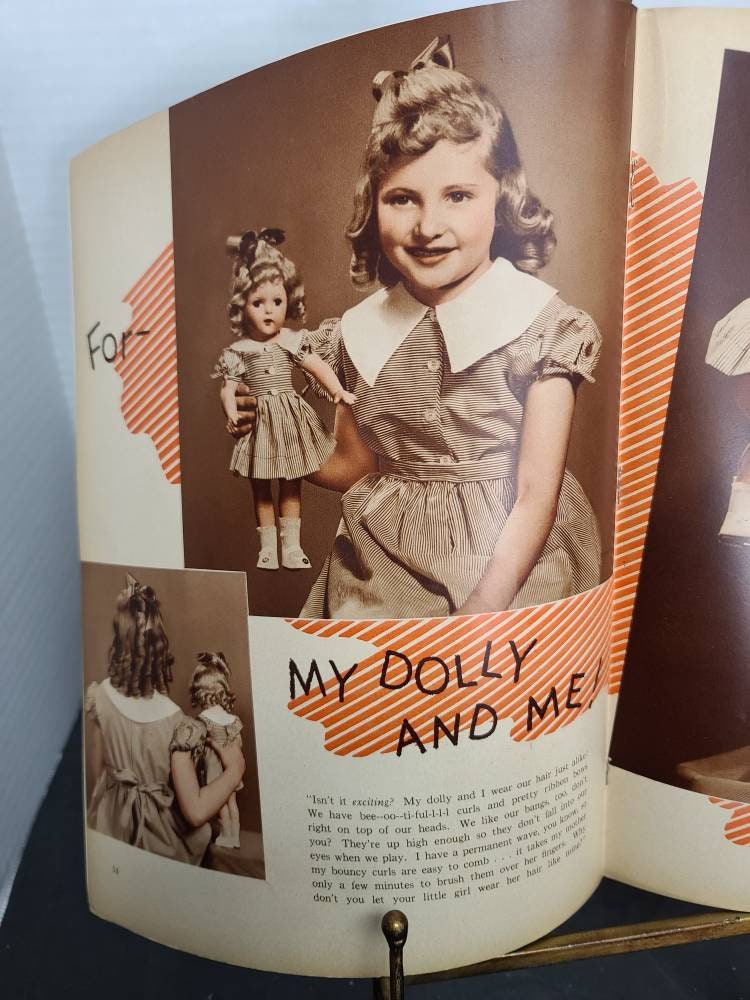 For-
MY DOLLY
AND ME!
"Isn't it exciting? My dolly and I wear our hair just alike.
We have bee--oo--ti-ful-l-l-l curls and pretty ribbon bows
right on top of our heads. We like our bangs, too, don't
you? They're up high enough so they don't fall into our
eyes when we play. I have a permanent wave, you know, so
my bouncy curls are easy to comb . . . it takes my mother
only a few minutes to brush them over her fingers. Why
don't you let your little girl wear her hair like mine?"